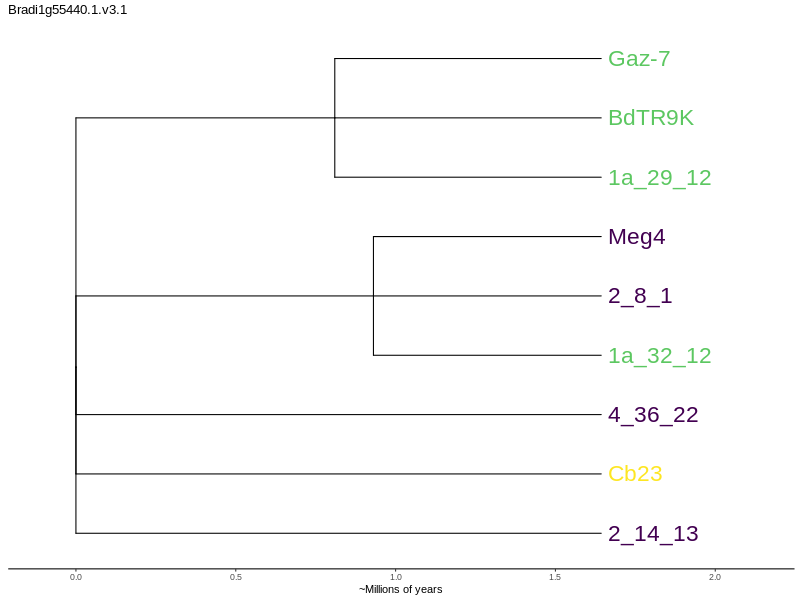 Bradi1g55440.1.v3.1
Gaz-7
BdTR9K
1a_29_12
Meg4
2_8_1
1a_32_12
4_36_22
Cb23
2_14_13
0.0 0.5 1.0 1.5 2.0
~Millions of years